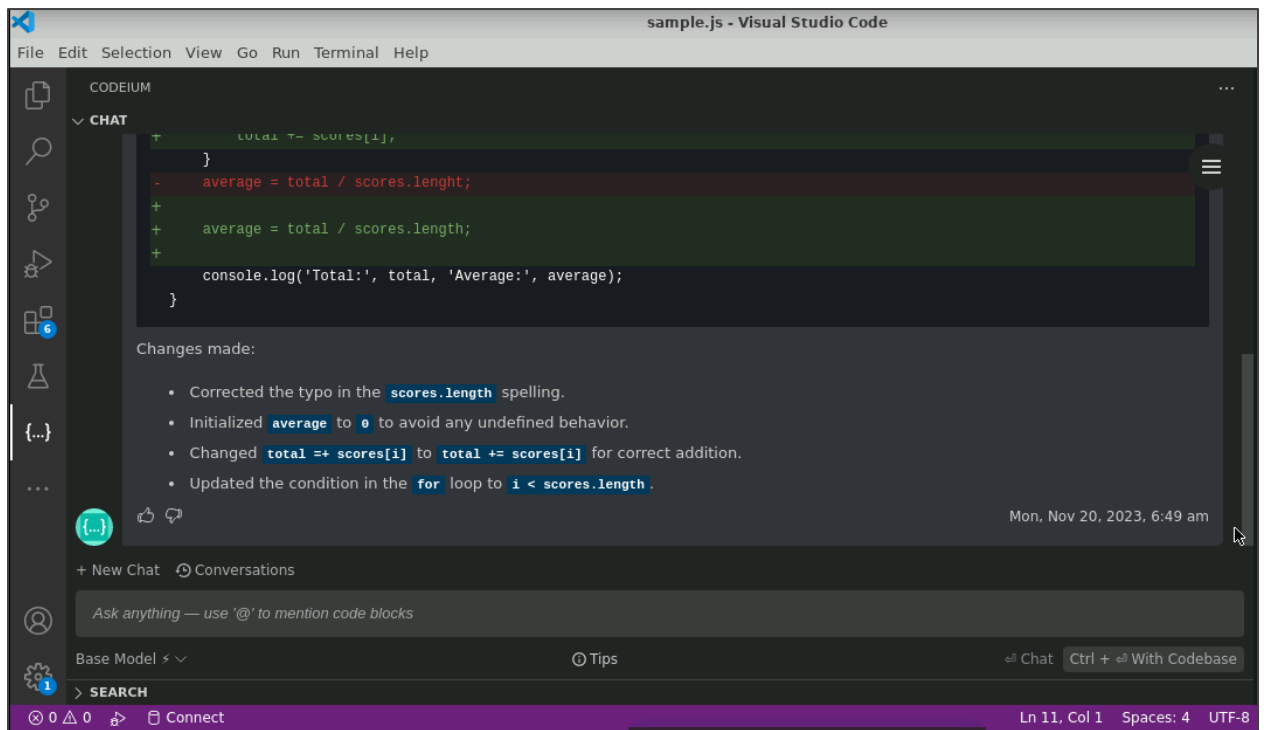 sample.js - Visual Studio Code
File Edit Selection View Go Run Terminal Help
CODEIUM
CHAT
+ total += scores[i];
}
- average = total / scores.lenght;
+
+ average = total / scores.length;
+
console.log('Total:', total, 'Average:', average);
}
Changes made:
• Corrected the typo in the scores.length spelling.
• Initialized average to 0 to avoid any undefined behavior.
• Changed total =+ scores[i] to total += scores[i] for correct addition.
• Updated the condition in the for loop to i < scores.length.
6
{...}
{...}
Mon, Nov 20, 2023, 6:49 am
+ New Chat Conversations
Ask anything — use '@' to mention code blocks
Base Model Tips Chat Ctrl + ⏎ With Codebase
1
SEARCH
0 0 Connect Ln 11, Col 1 Spaces: 4 UTF-8